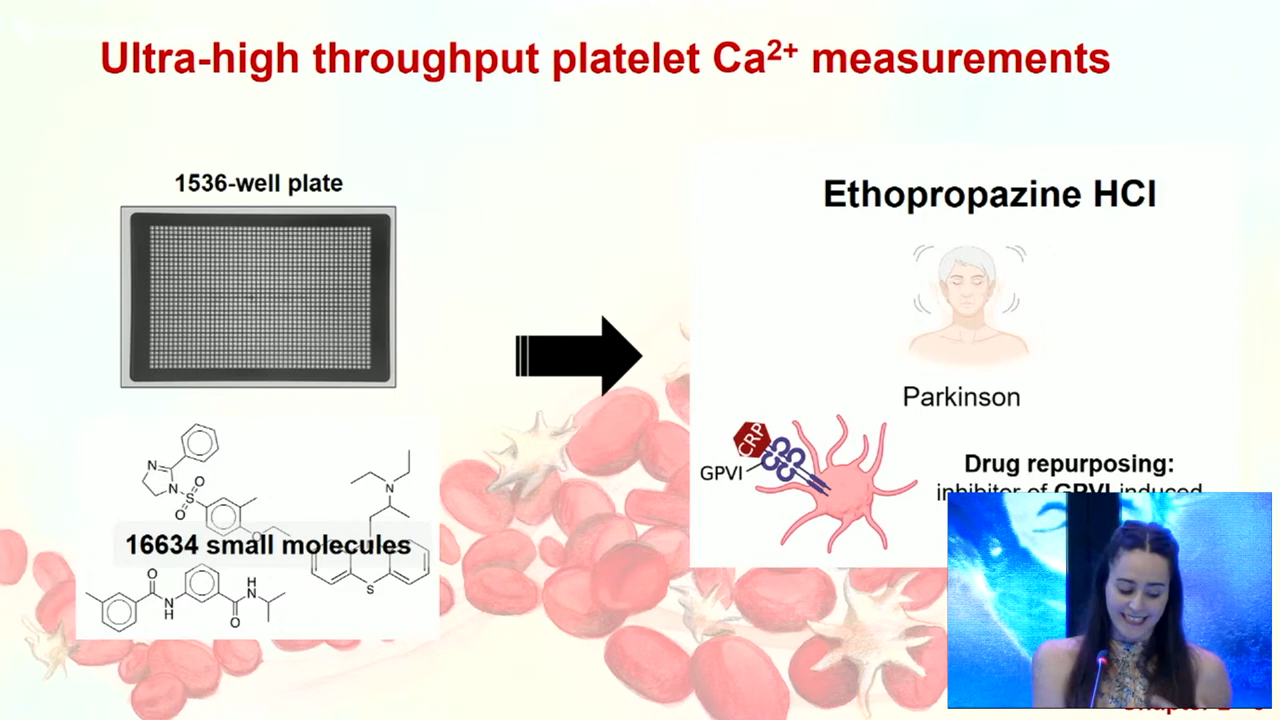 Ultra-high throughput platelet Ca²⁺ measurements
1536-well plate
16634 small molecules
N
N
S
O
O
O
N
S
O
NH
O
H
N
Ethopropazine HCl
Parkinson
CRP
GPVI
Drug repurposing:
inhibitor of GPVI-induced